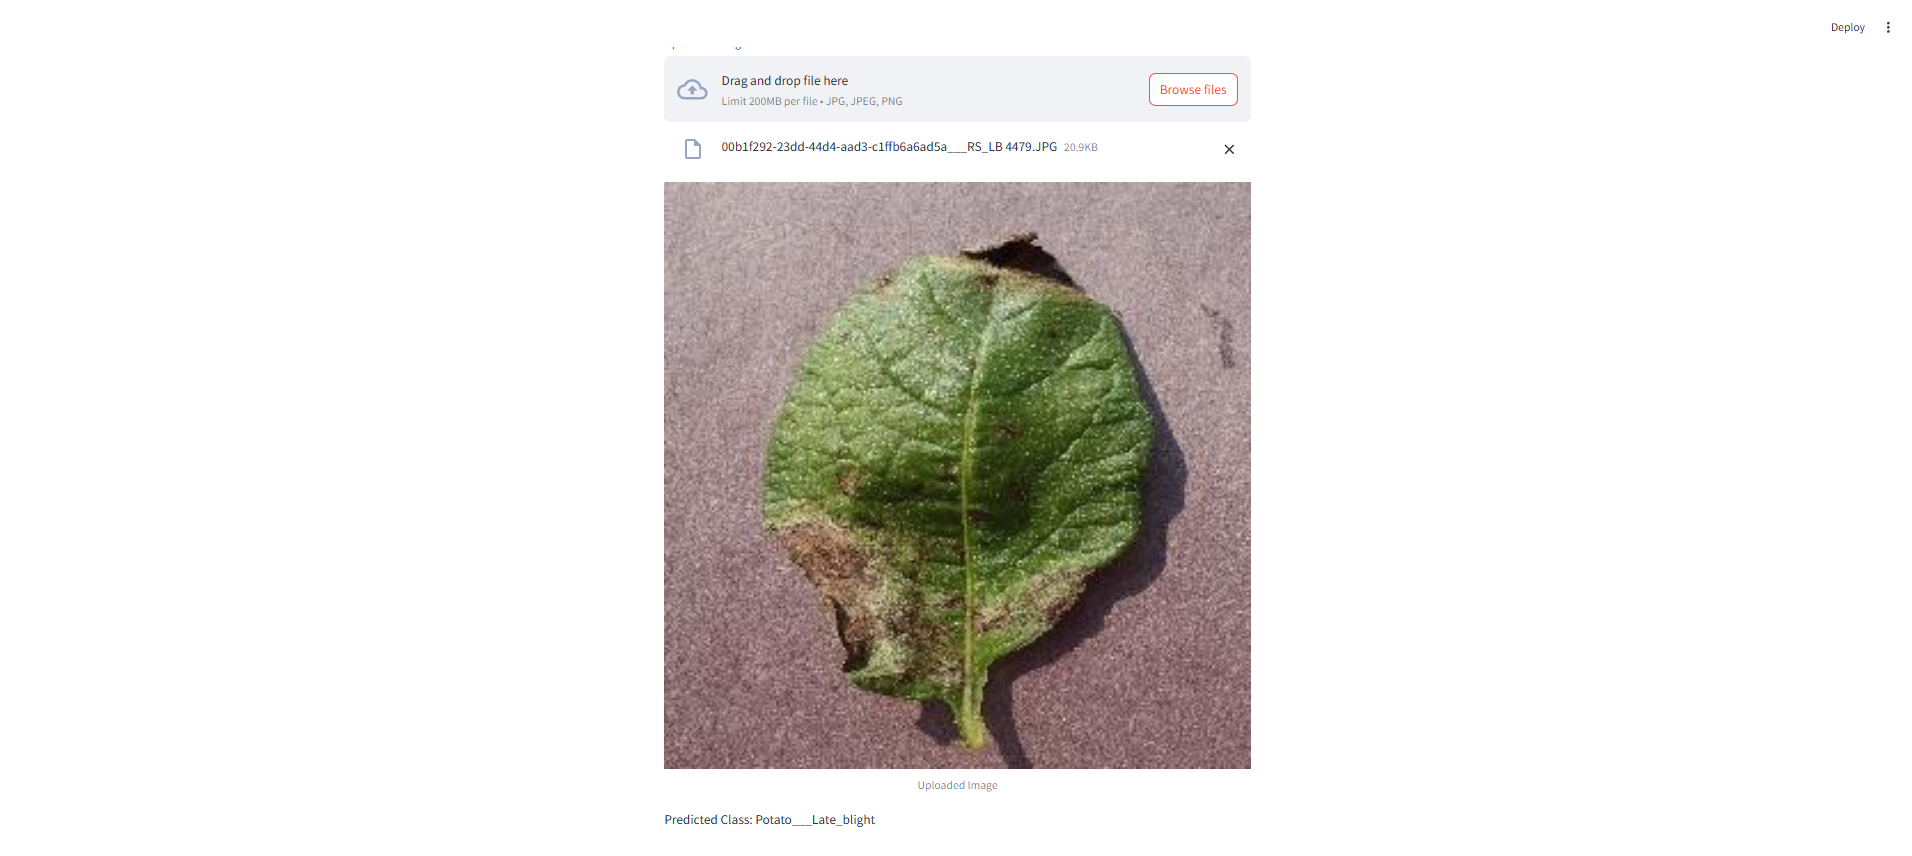 Deploy
Drag and drop file here
Limit 200MB per file • JPG, JPEG, PNG
Browse files
00b1f292-23dd-44d4-aad3-c1ffb6a6ad5a___RS_LB 4479.JPG 20.9KB
Uploaded Image
Predicted Class: Potato___Late_blight